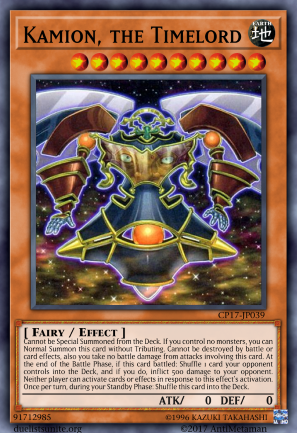 KAMION, THE TIMELORD
EARTH
地
CP17-JP039
[ FAIRY / EFFECT ]
Cannot be Special Summoned from the Deck. If you control no monsters, you can
Normal Summon this card without Tributing. Cannot be destroyed by battle or
card effects, also you take no battle damage from attacks involving this card. At
the end of the Battle Phase, if this card battled: Shuffle 1 card your opponent
controls into the Deck, and if you do, inflict 500 damage to your opponent.
Neither player can activate cards or effects in response to this effect's activation.
Once per turn, during your Standby Phase: Shuffle this card into the Deck.
ATK/ 0 DEF/ 0
91712985
©1996 KAZUKI TAKAHASHI